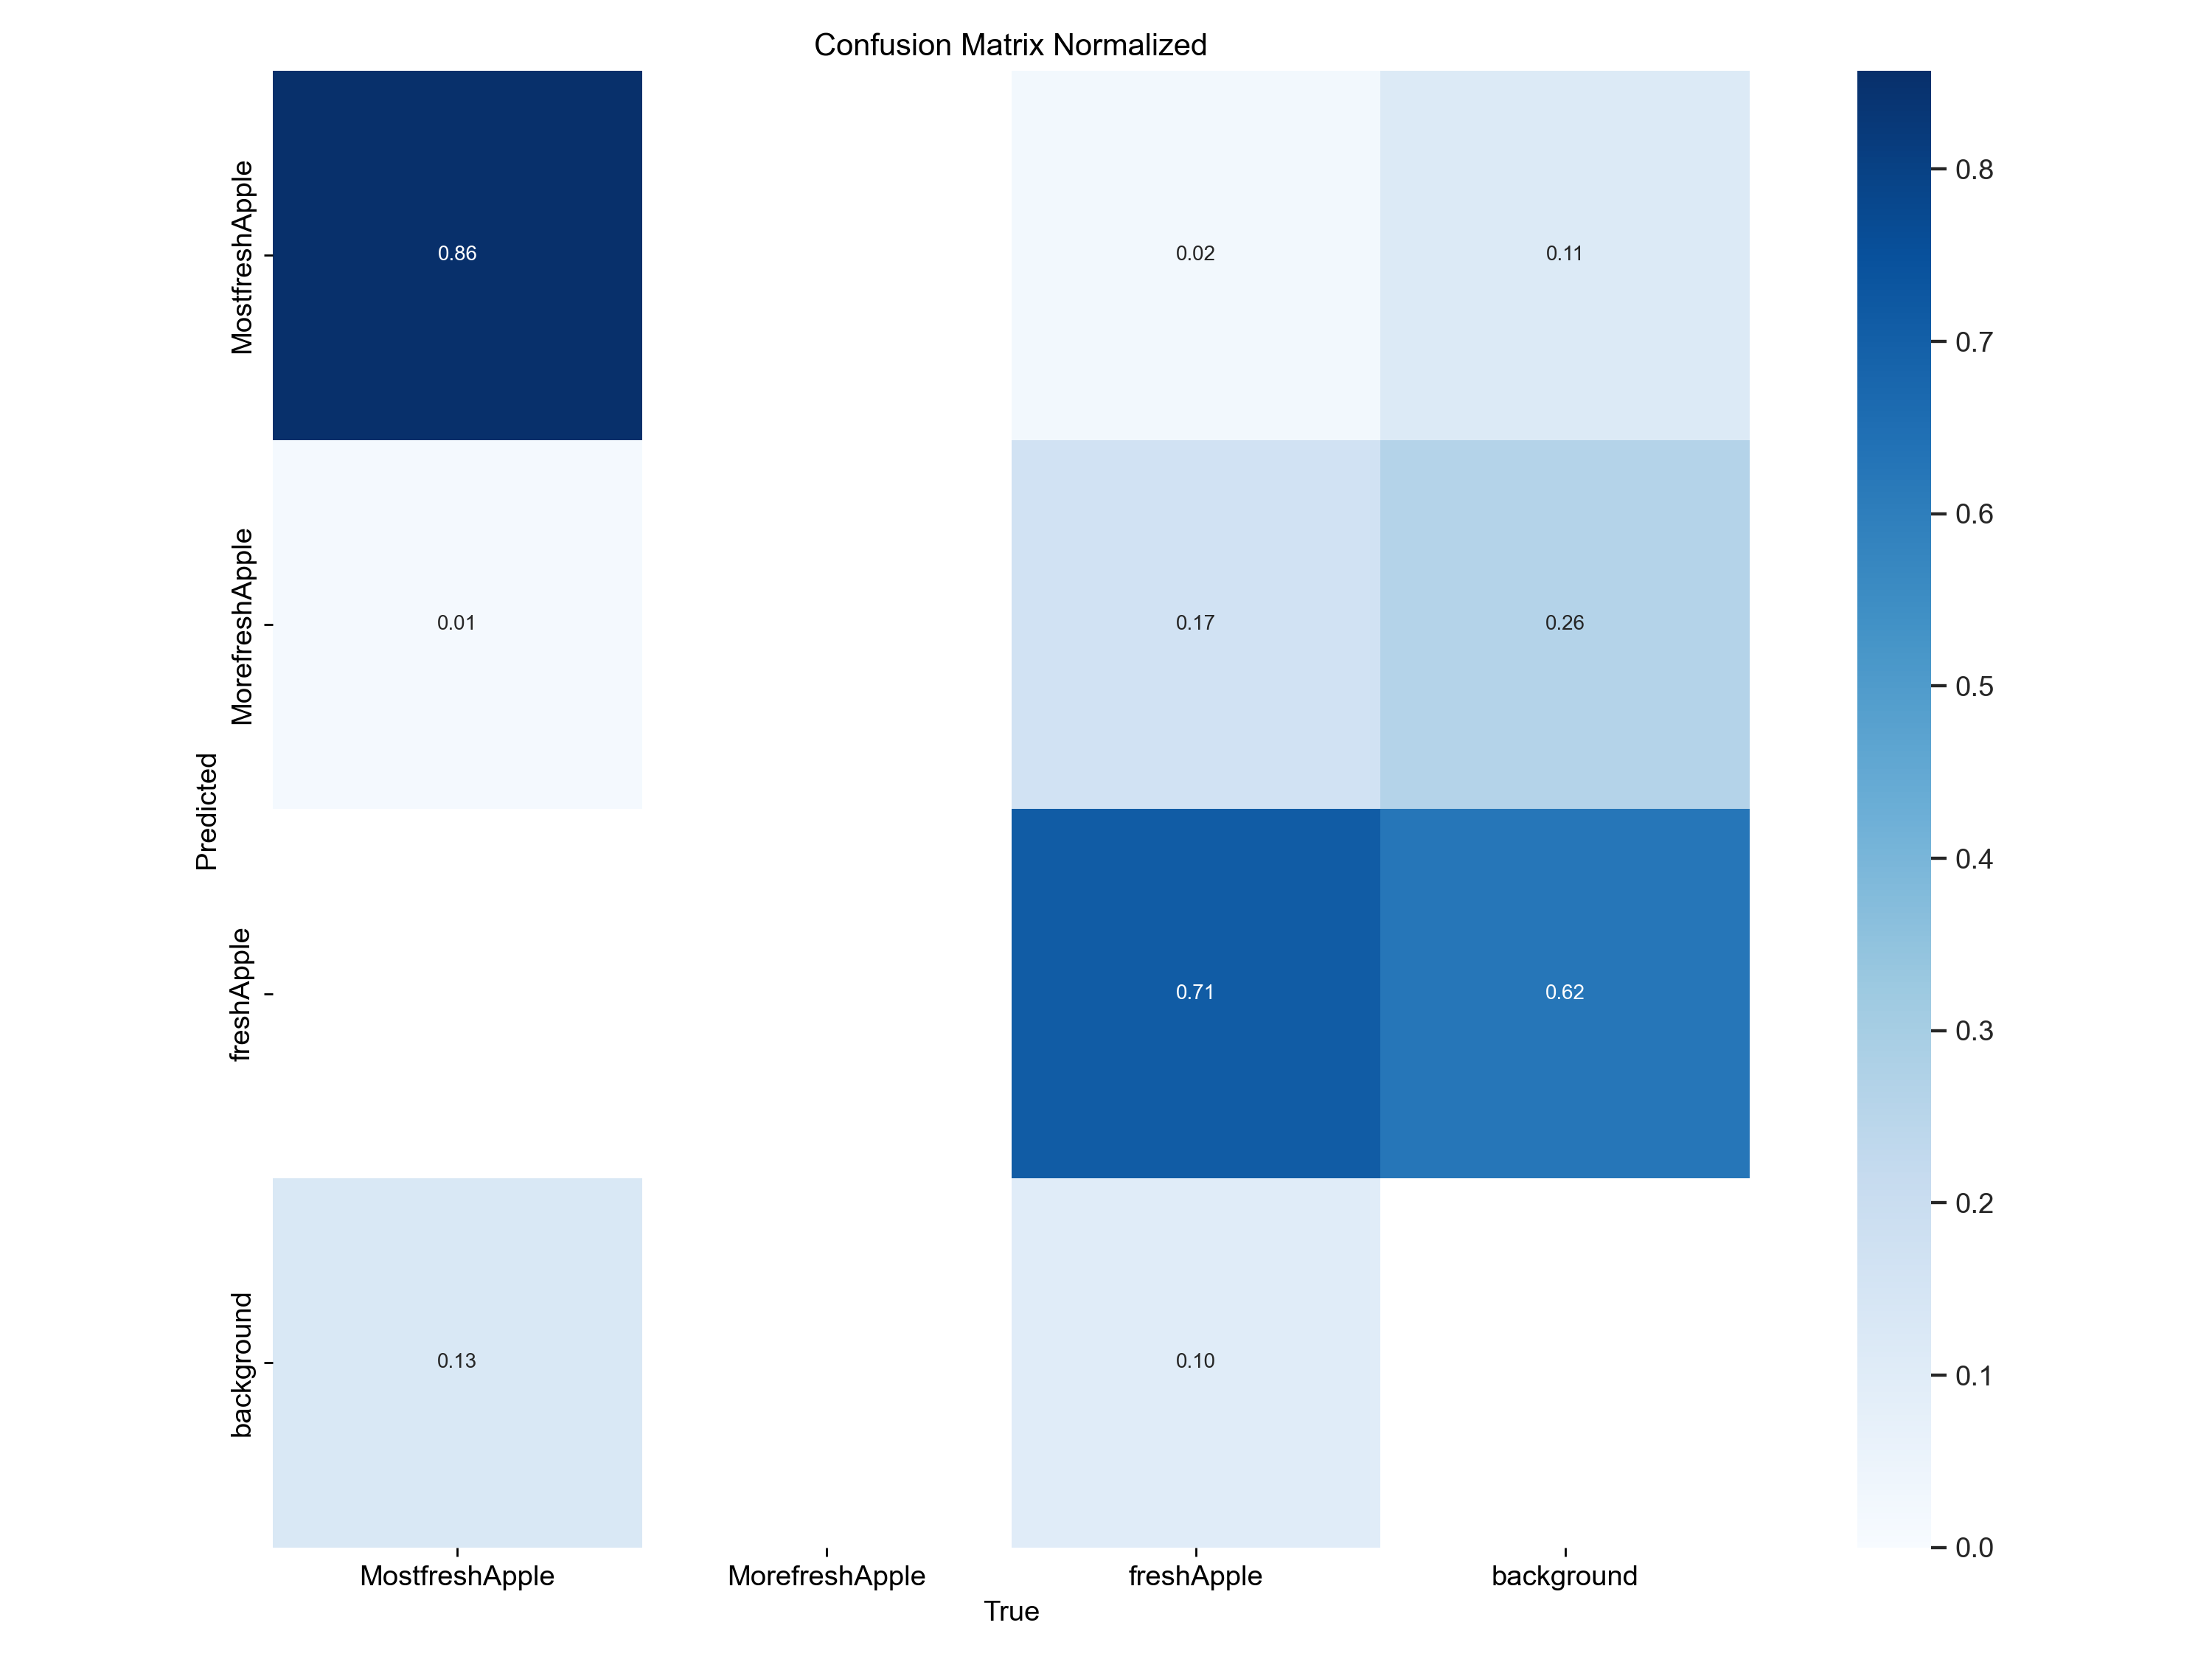 Confusion Matrix Normalized
MostfreshApple
0.86
0.02
0.11
MorefreshApple
0.01
0.17
0.26
freshApple
0.71
0.62
background
0.13
0.10
Predicted
MostfreshApple
MorefreshApple
freshApple
background
True
0.8
0.7
0.6
0.5
0.4
0.3
0.2
0.1
0.0